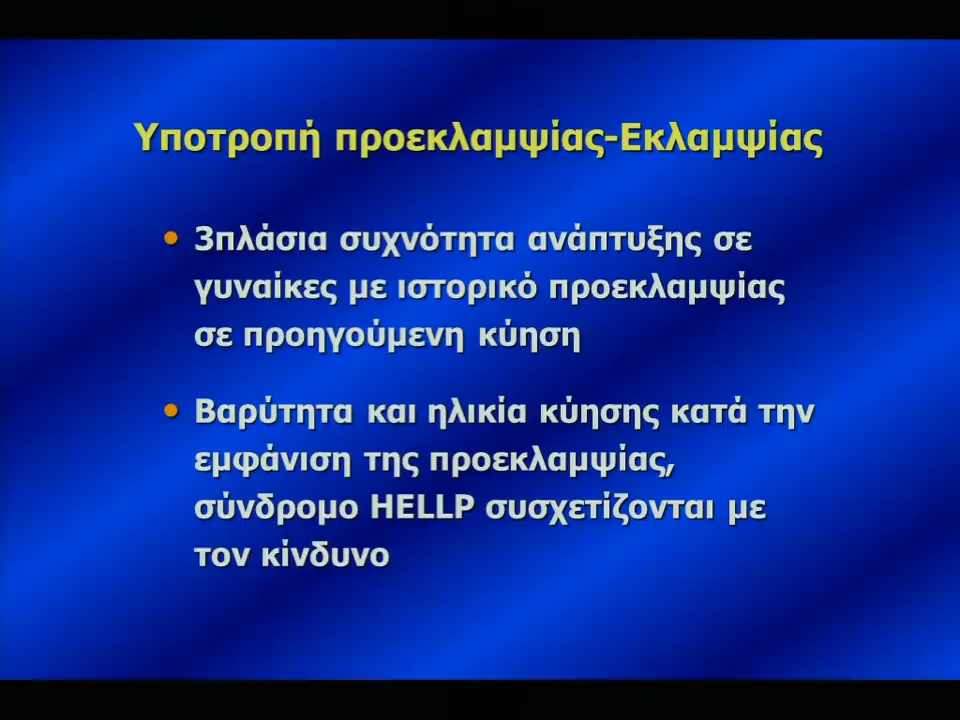 Υποτροπή προεκλαμψίας-Εκλαμψίας
• 3πλάσια συχνότητα ανάπτυξης σε
γυναίκες με ιστορικό προεκλαμψίας
σε προηγούμενη κύηση
• Βαρύτητα και ηλικία κύησης κατά την
εμφάνιση της προεκλαμψίας,
σύνδρομο HELLP συσχετίζονται με
τον κίνδυνο